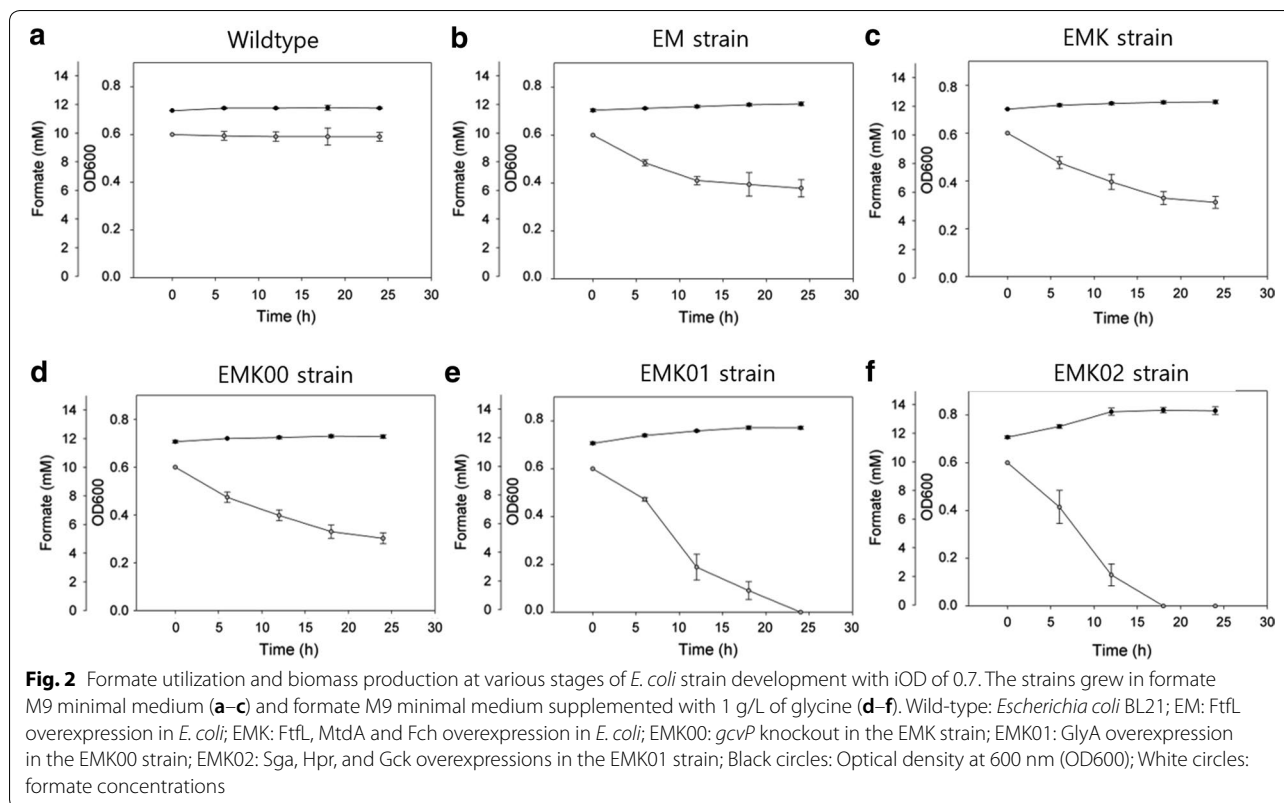 a
Wildtype
14
12
10
8
6
4
2
0
Formate (mM)
0.8
0.6
0.4
0.2
0.0
OD600
0 5 10 15 20 25 30
Time (h)
b
EM strain
14
12
10
8
6
4
2
0
Formate (mM)
0.8
0.6
0.4
0.2
0.0
OD600
0 5 10 15 20 25 30
Time (h)
c
EMK strain
14
12
10
8
6
4
2
0
Formate (mM)
0.8
0.6
0.4
0.2
0.0
OD600
0 5 10 15 20 25 30
Time (h)
d
EMK00 strain
14
12
10
8
6
4
2
0
Formate (mM)
0.8
0.6
0.4
0.2
0.0
OD600
0 5 10 15 20 25 30
Time (h)
e
EMK01 strain
14
12
10
8
6
4
2
0
Formate (mM)
0.8
0.6
0.4
0.2
0.0
OD600
0 5 10 15 20 25 30
Time (h)
f
EMK02 strain
14
12
10
8
6
4
2
0
Formate (mM)
0.8
0.6
0.4
0.2
0.0
OD600
0 5 10 15 20 25 30
Time (h)
Fig. 2 Formate utilization and biomass production at various stages of E. coli strain development with iOD of 0.7. The strains grew in formate
M9 minimal medium (a–c) and formate M9 minimal medium supplemented with 1 g/L of glycine (d–f). Wild-type: Escherichia coli BL21; EM: FtfL
overexpression in E. coli; EMK: FtfL, MtdA and Fch overexpression in E. coli; EMK00: gcvP knockout in the EMK strain; EMK01: GlyA overexpression
in the EMK00 strain; EMK02: Sga, Hpr, and Gck overexpressions in the EMK01 strain; Black circles: Optical density at 600 nm (OD600); White circles:
formate concentrations